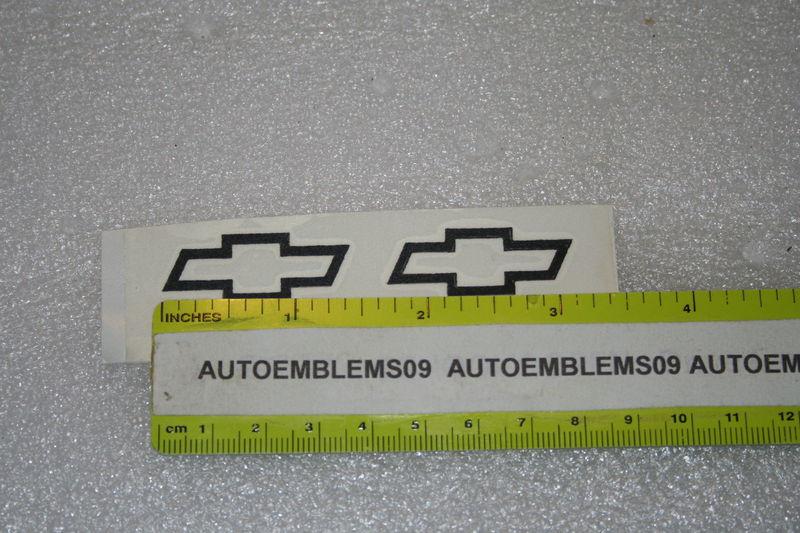 INCHES 1 2 3 4
AUTOEMBLEMS09 AUTOEMBLEMS09 AUTOEM
cm 1 2 3 4 5 6 7 8 9 10 11 12